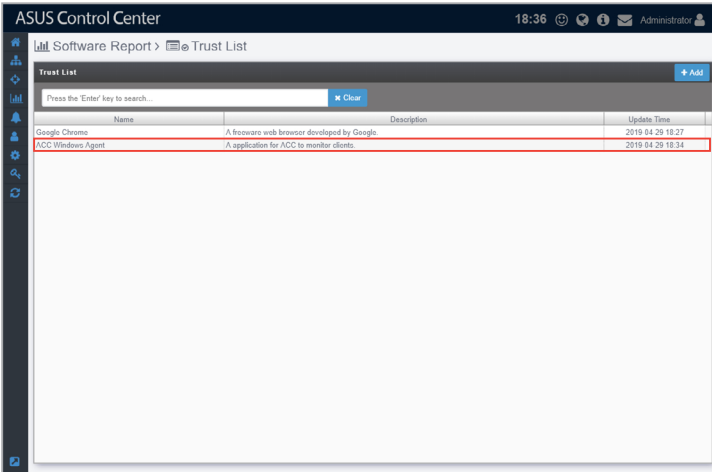 ASUS Control Center
18:36
Administrator
Software Report > Trust List
Trust List
+ Add
Press the 'Enter' key to search...
✖ Clear
Name Description Update Time
Google Chrome A freeware web browser developed by Google. 2019 04 29 18:27
ACC Windows Agent A application for ACC to monitor clients. 2019 04 29 18:34